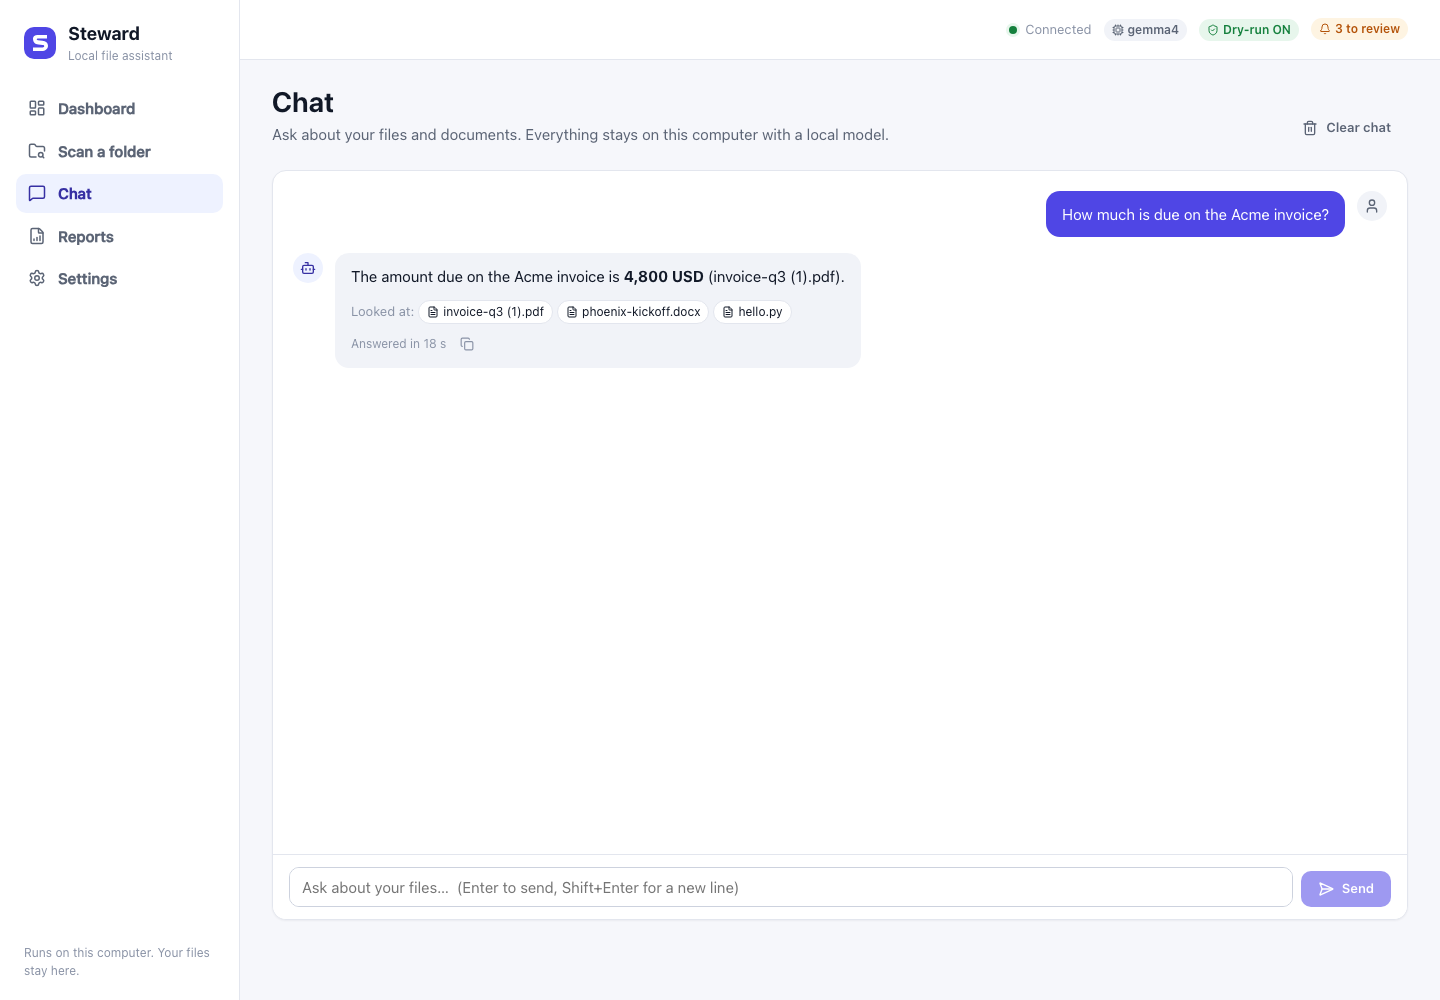 Steward
Local file assistant
Dashboard
Scan a folder
Chat
Reports
Settings
Runs on this computer. Your files
stay here.
Connected
gemma4
Dry-run ON
3 to review
Chat
Ask about your files and documents. Everything stays on this computer with a local model.
Clear chat
How much is due on the Acme invoice?
The amount due on the Acme invoice is 4,800 USD (invoice-q3 (1).pdf).
Looked at: invoice-q3 (1).pdf phoenix-kickoff.docx hello.py
Answered in 18 s
Ask about your files... (Enter to send, Shift+Enter for a new line)
Send